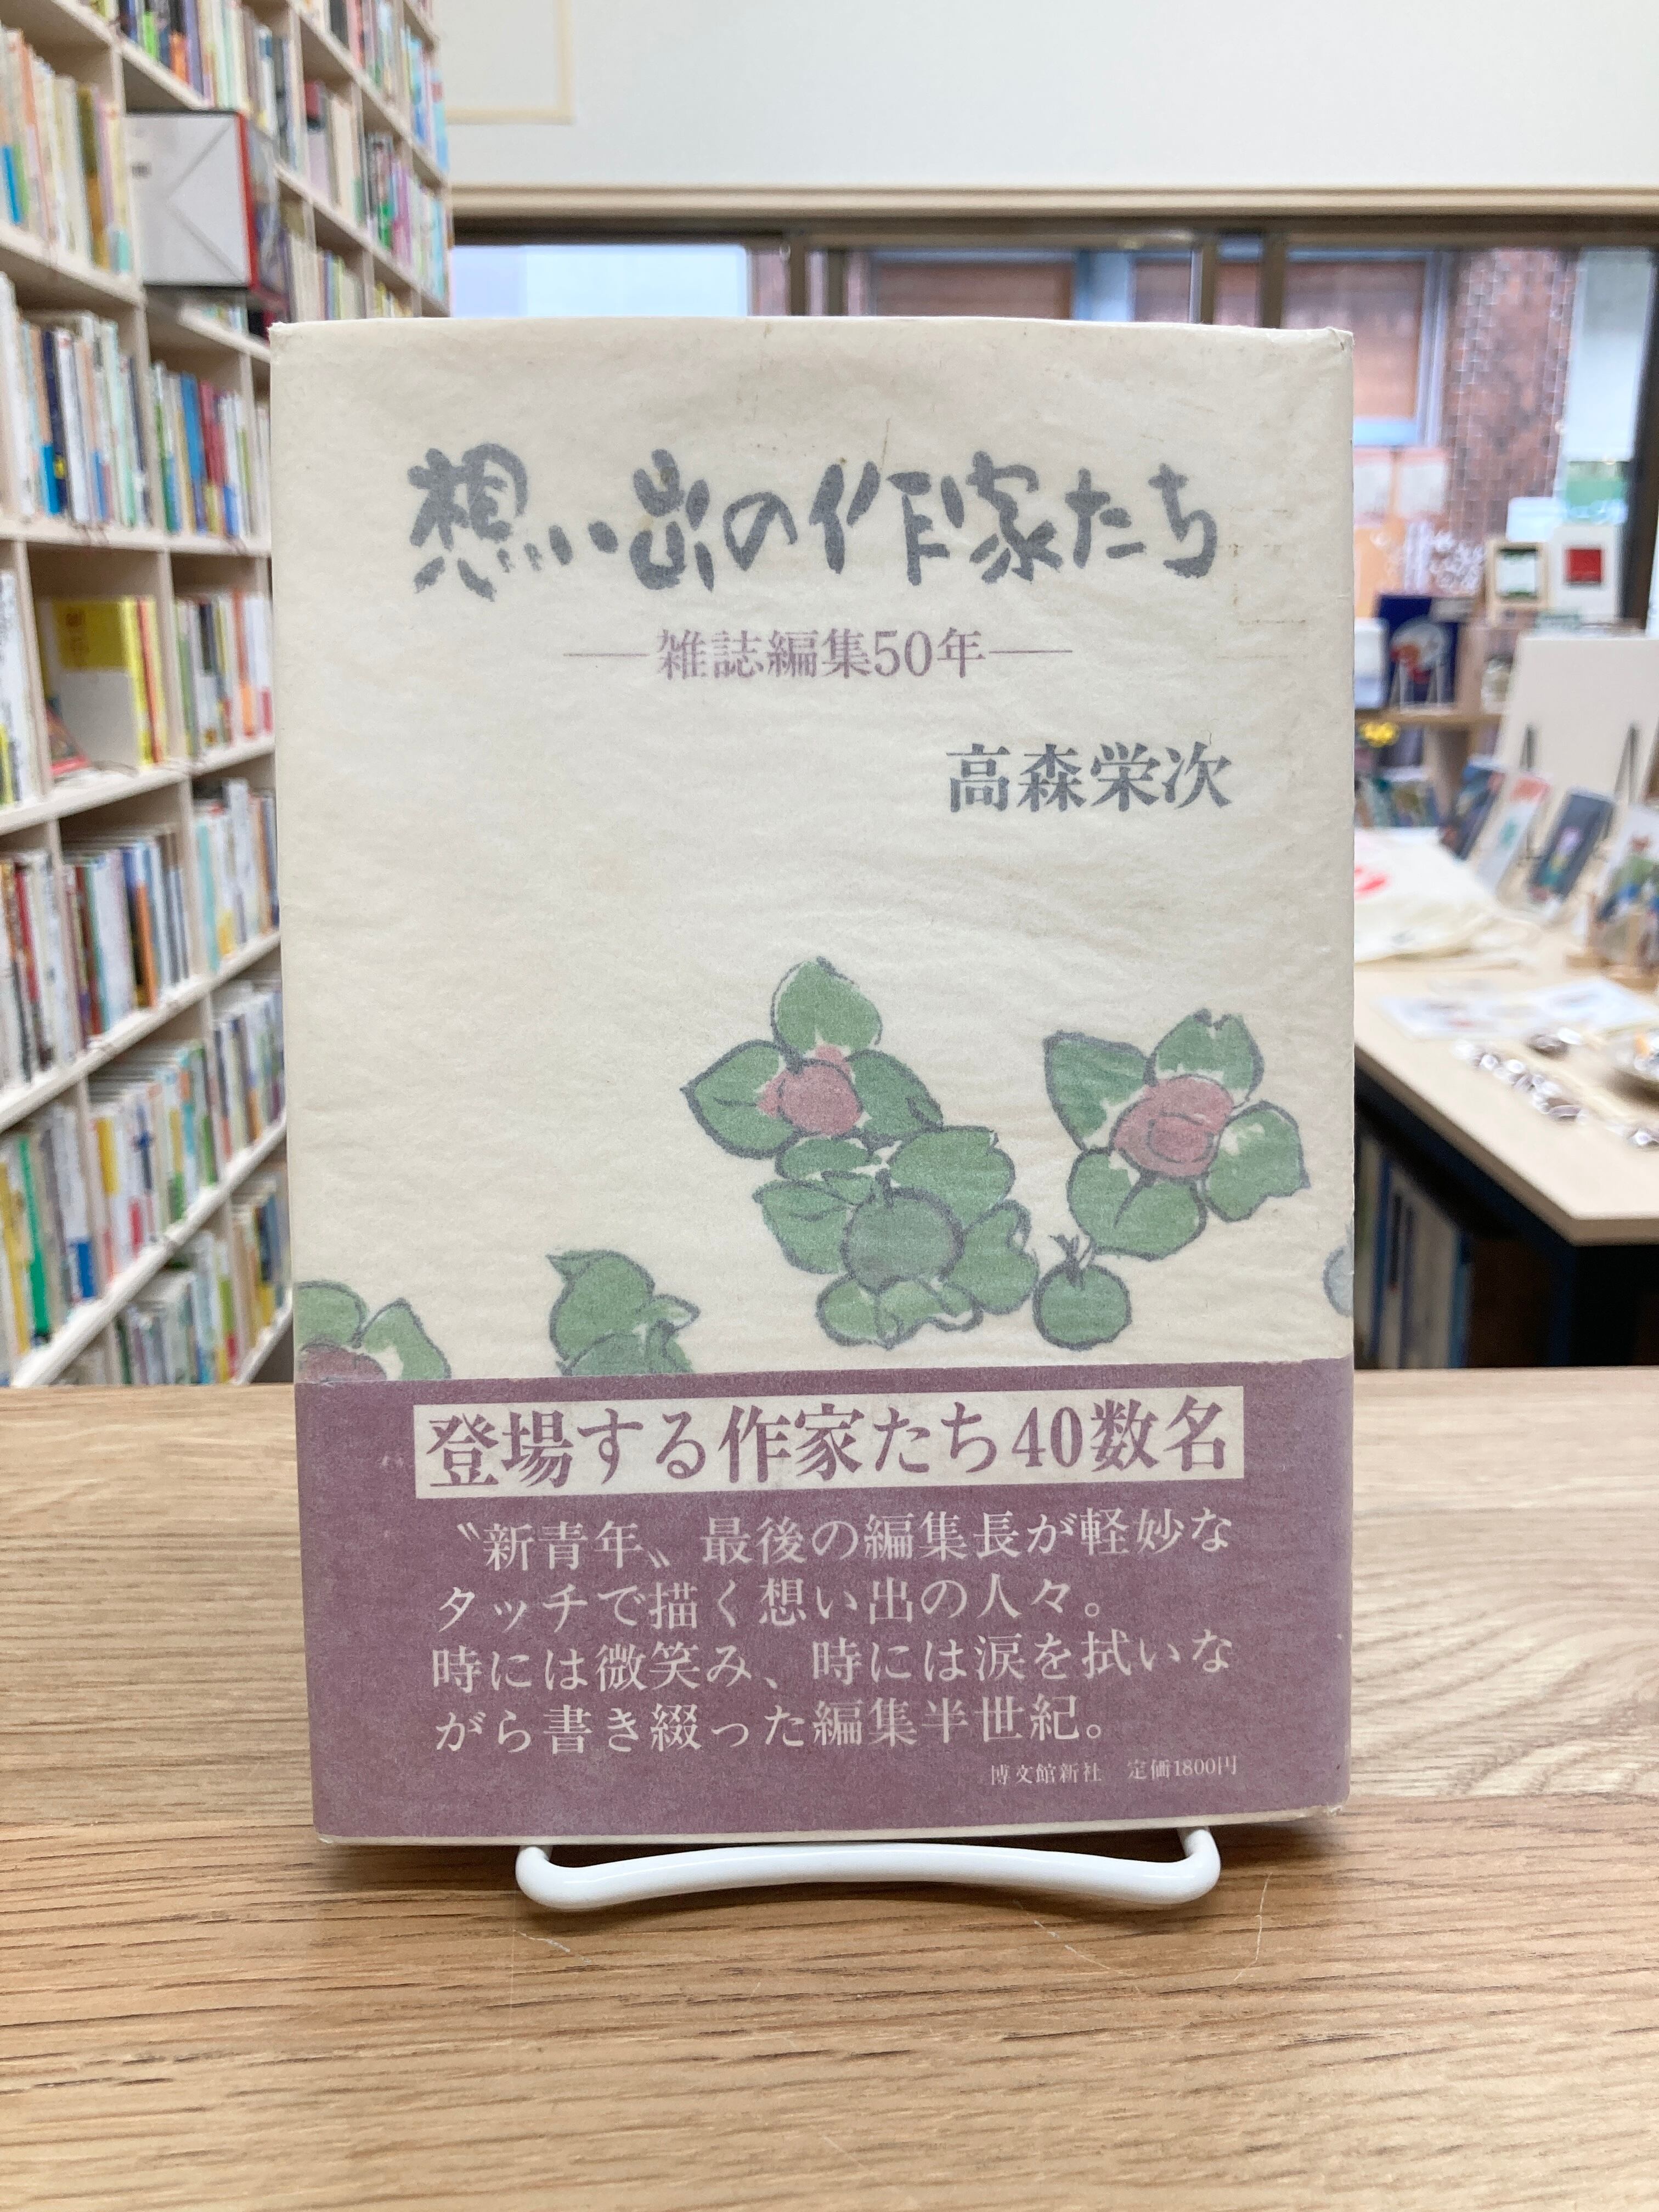 想い出の作家たち
―雑誌編集50年―
高森栄次
登場する作家たち40数名
〝新青年〟最後の編集長が軽妙な
タッチで描く想い出の人々。
時には微笑み、時には涙を拭いな
がら書き綴った編集半世紀。
博文館新社 定価1800円